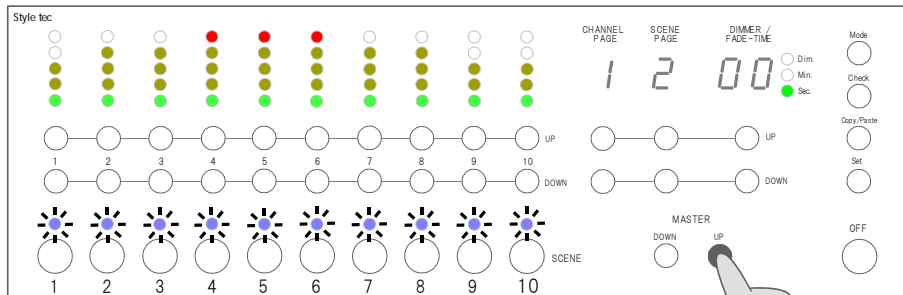 Style tec
CHANNEL PAGE
SCENE PAGE
DIMMER / FADE-TIME
Mode
1 2 00
Dim.
Min.
Sec.
Check
Copy/Paste
UP
UP
1 2 3 4 5 6 7 8 9 10
Set
DOWN
DOWN
MASTER
DOWN UP
OFF
SCENE
1 2 3 4 5 6 7 8 9 10